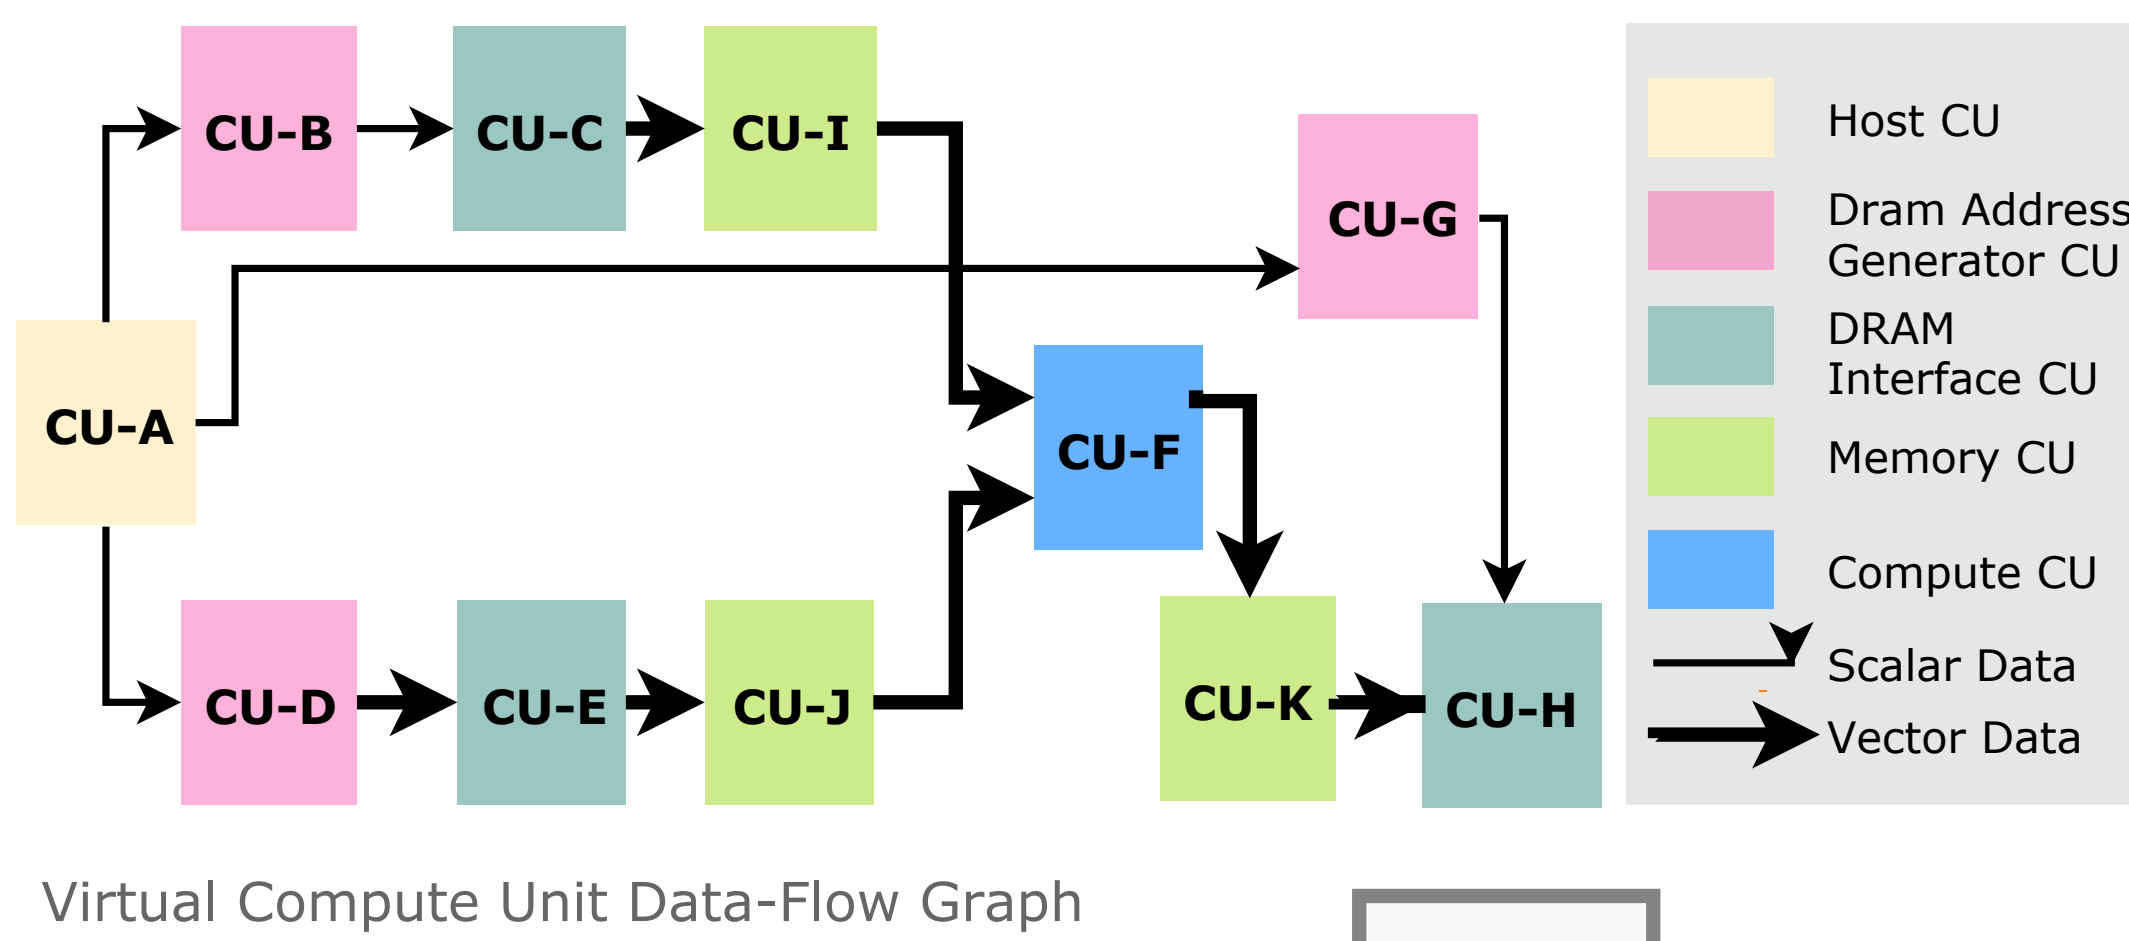 CU-B
CU-C
CU-I
CU-G
CU-A
CU-F
CU-D
CU-E
CU-J
CU-K
CU-H
Host CU
Dram Address
Generator CU
DRAM
Interface CU
Memory CU
Compute CU
Scalar Data
Vector Data
Virtual Compute Unit Data-Flow Graph